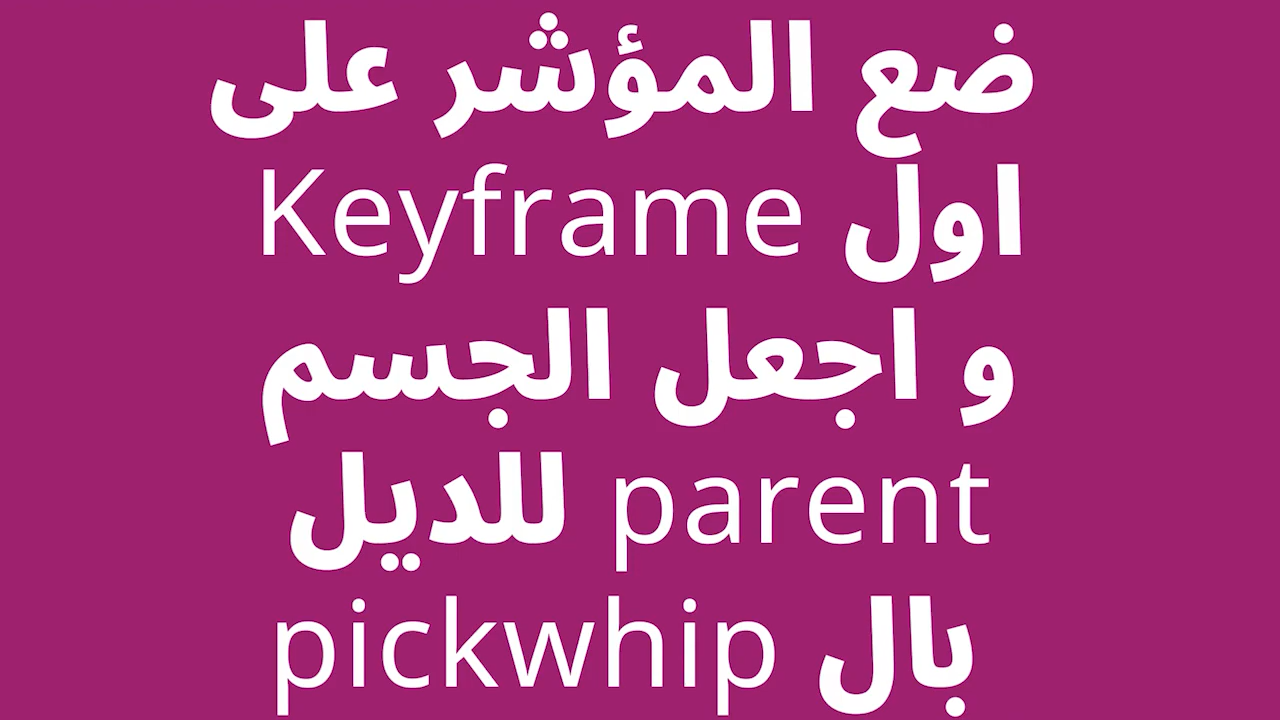 ضع المؤشر على
اول Keyframe
و اجعل الجسم
parent للديل
بال pickwhip